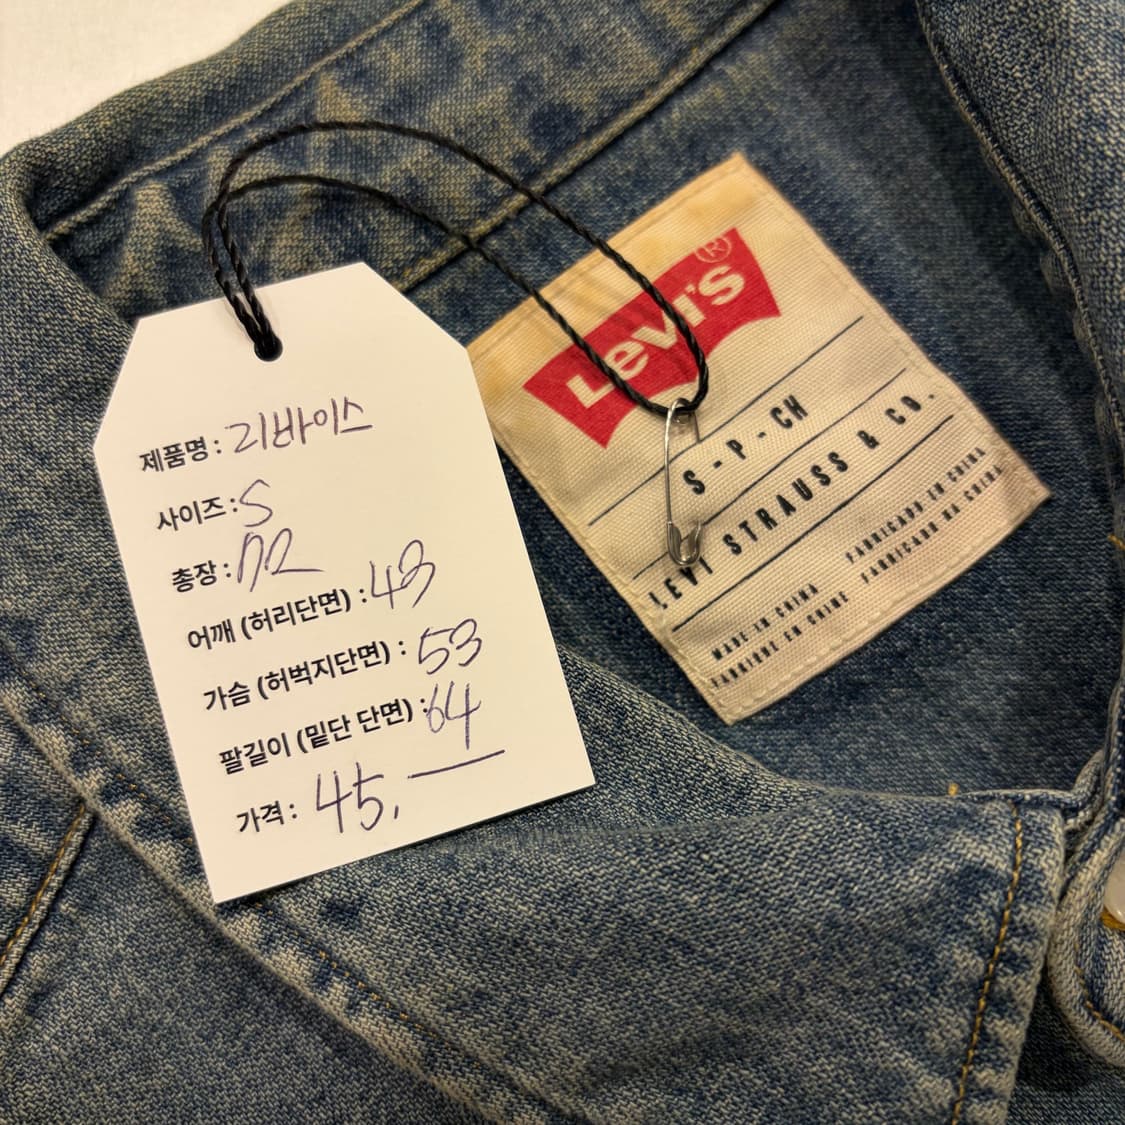 제품명 : 리바이스
사이즈 : S
총장 : 72
어깨 (허리단면) : 43
가슴 (허벅지단면) : 53
팔길이 (밑단 단면) : 64
가격 : 45,—
Levi's®
S - P - CH
LEVI STRAUSS & CO.
MADE IN CHINA FABRICADO EN CHINA
FABRIQUÉ EN CHINE FABRICADO NA CHINA